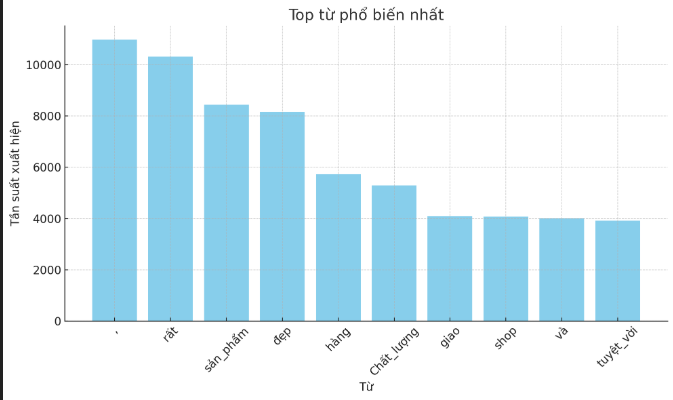 Top từ phổ biến nhất
Tần suất xuất hiện
10000
8000
6000
4000
2000
0
, rất sản_phẩm đẹp hàng Chất_lượng giao shop và tuyệt_vời
Từ